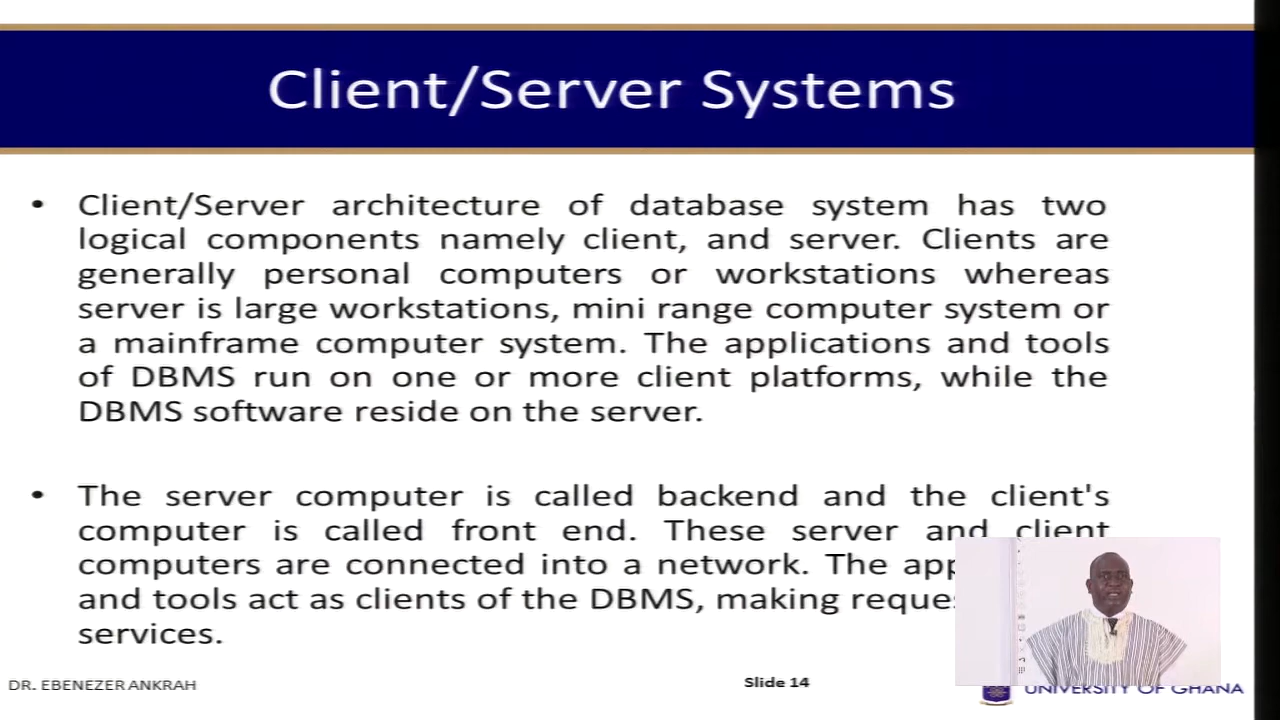 Client/Server Systems
• Client/Server architecture of database system has two
logical components namely client, and server. Clients are
generally personal computers or workstations whereas
server is large workstations, mini range computer system or
a mainframe computer system. The applications and tools
of DBMS run on one or more client platforms, while the
DBMS software reside on the server.
• The server computer is called backend and the client's
computer is called front end. These server and client
computers are connected into a network. The app
and tools act as clients of the DBMS, making reque
services.
DR. EBENEZER ANKRAH
Slide 14
UNIVERSITY OF GHANA